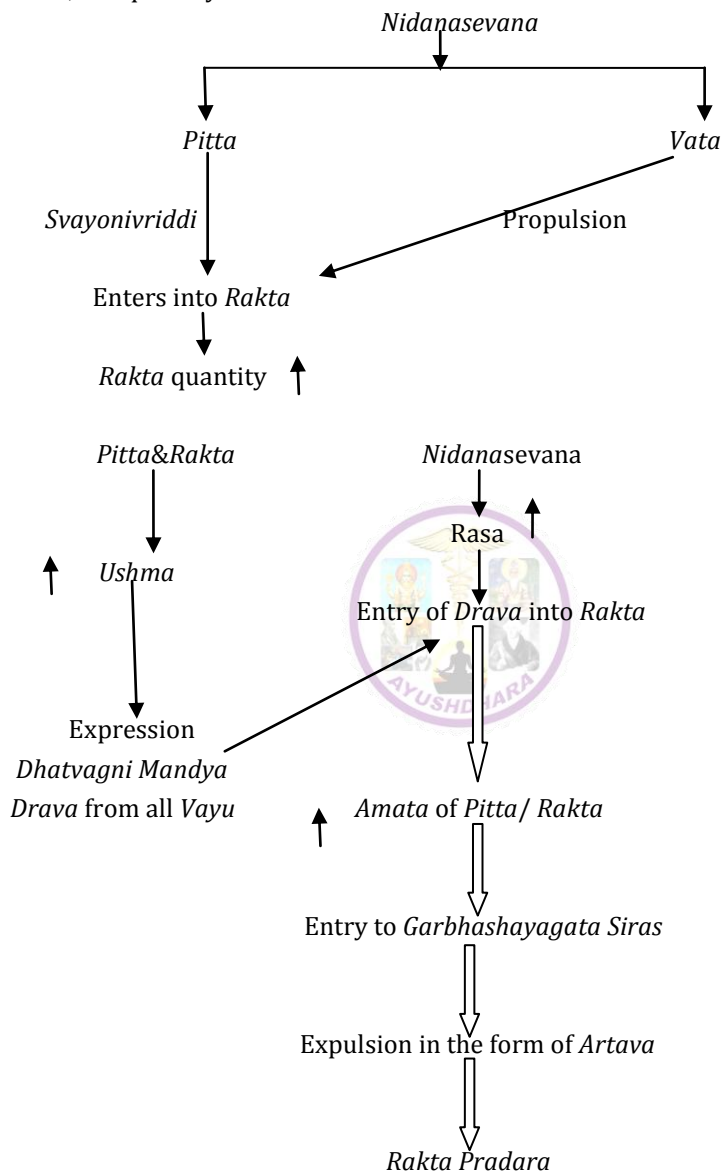 Nidanasevana
Pitta Vata
Svayonivriddi Propulsion
Enters into Rakta
Rakta quantity
Pitta&Rakta Nidanasevana
Rasa
Ushma
Entry of Drava into Rakta
AYUSHDHARA
Expression
Dhatvagni Mandya
Drava from all Vayu Amata of Pitta/ Rakta
Entry to Garbhashayagata Siras
Expulsion in the form of Artava
Rakta Pradara